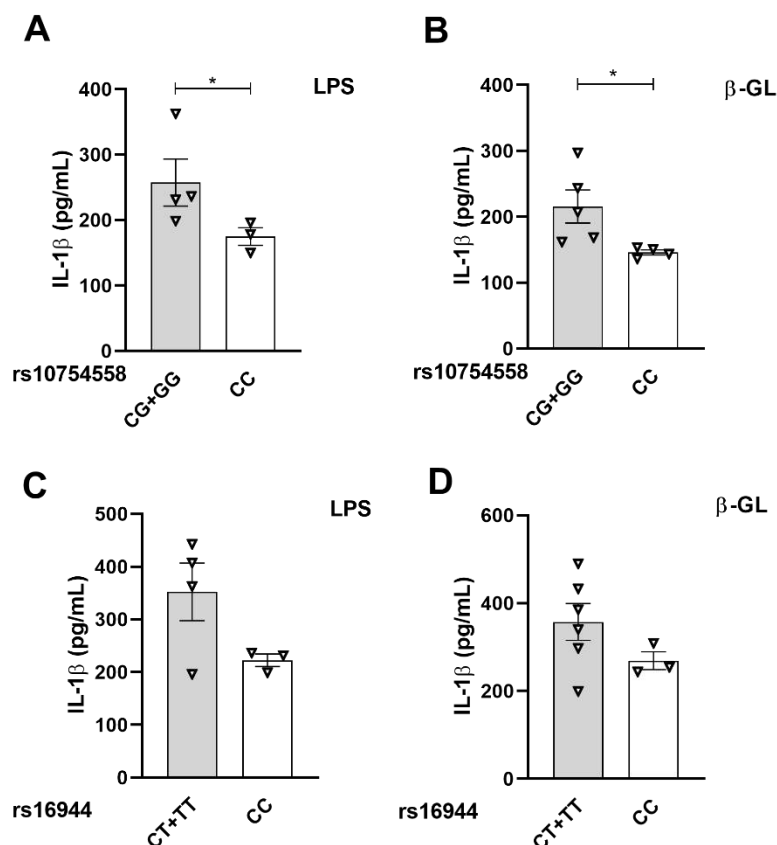 A
LPS
*
IL-1β (pg/mL)
400
300
200
100
0
rs10754558
CG+GG
CC
B
β-GL
*
IL-1β (pg/mL)
400
300
200
100
0
rs10754558
CG+GG
CC
C
LPS
IL-1β (pg/mL)
500
400
300
200
100
0
rs16944
CT+TT
CC
D
β-GL
IL-1β (pg/mL)
600
400
200
0
rs16944
CT+TT
CC